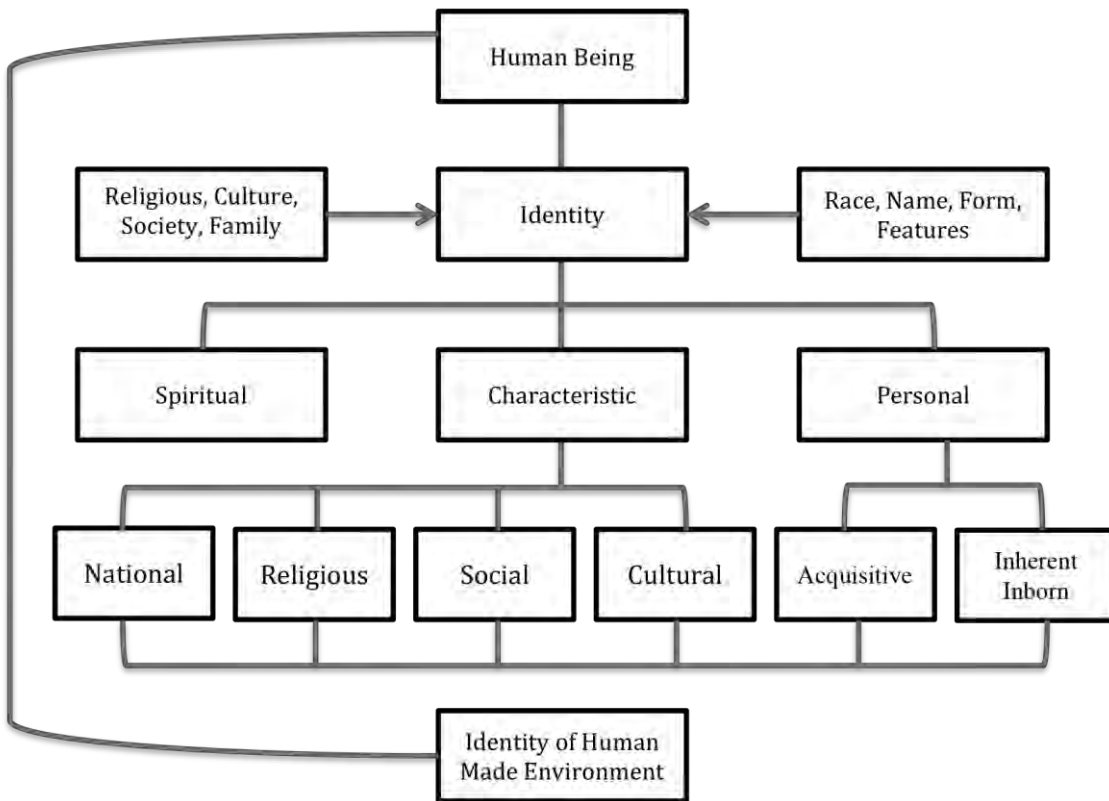 Human Being
Religious, Culture,
Society, Family
Identity
Race, Name, Form,
Features
Spiritual
Characteristic
Personal
National
Religious
Social
Cultural
Acquisitive
Inherent
Inborn
Identity of Human
Made Environment